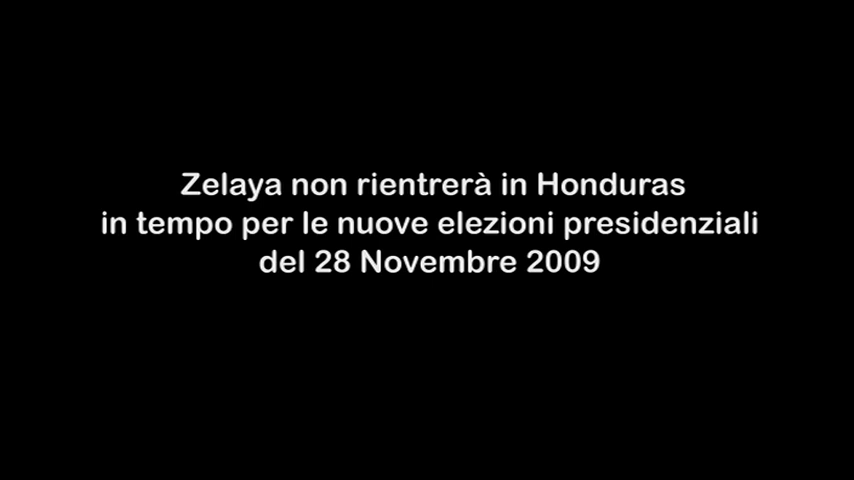 Zelaya non rientrerà in Honduras
in tempo per le nuove elezioni presidenziali
del 28 Novembre 2009